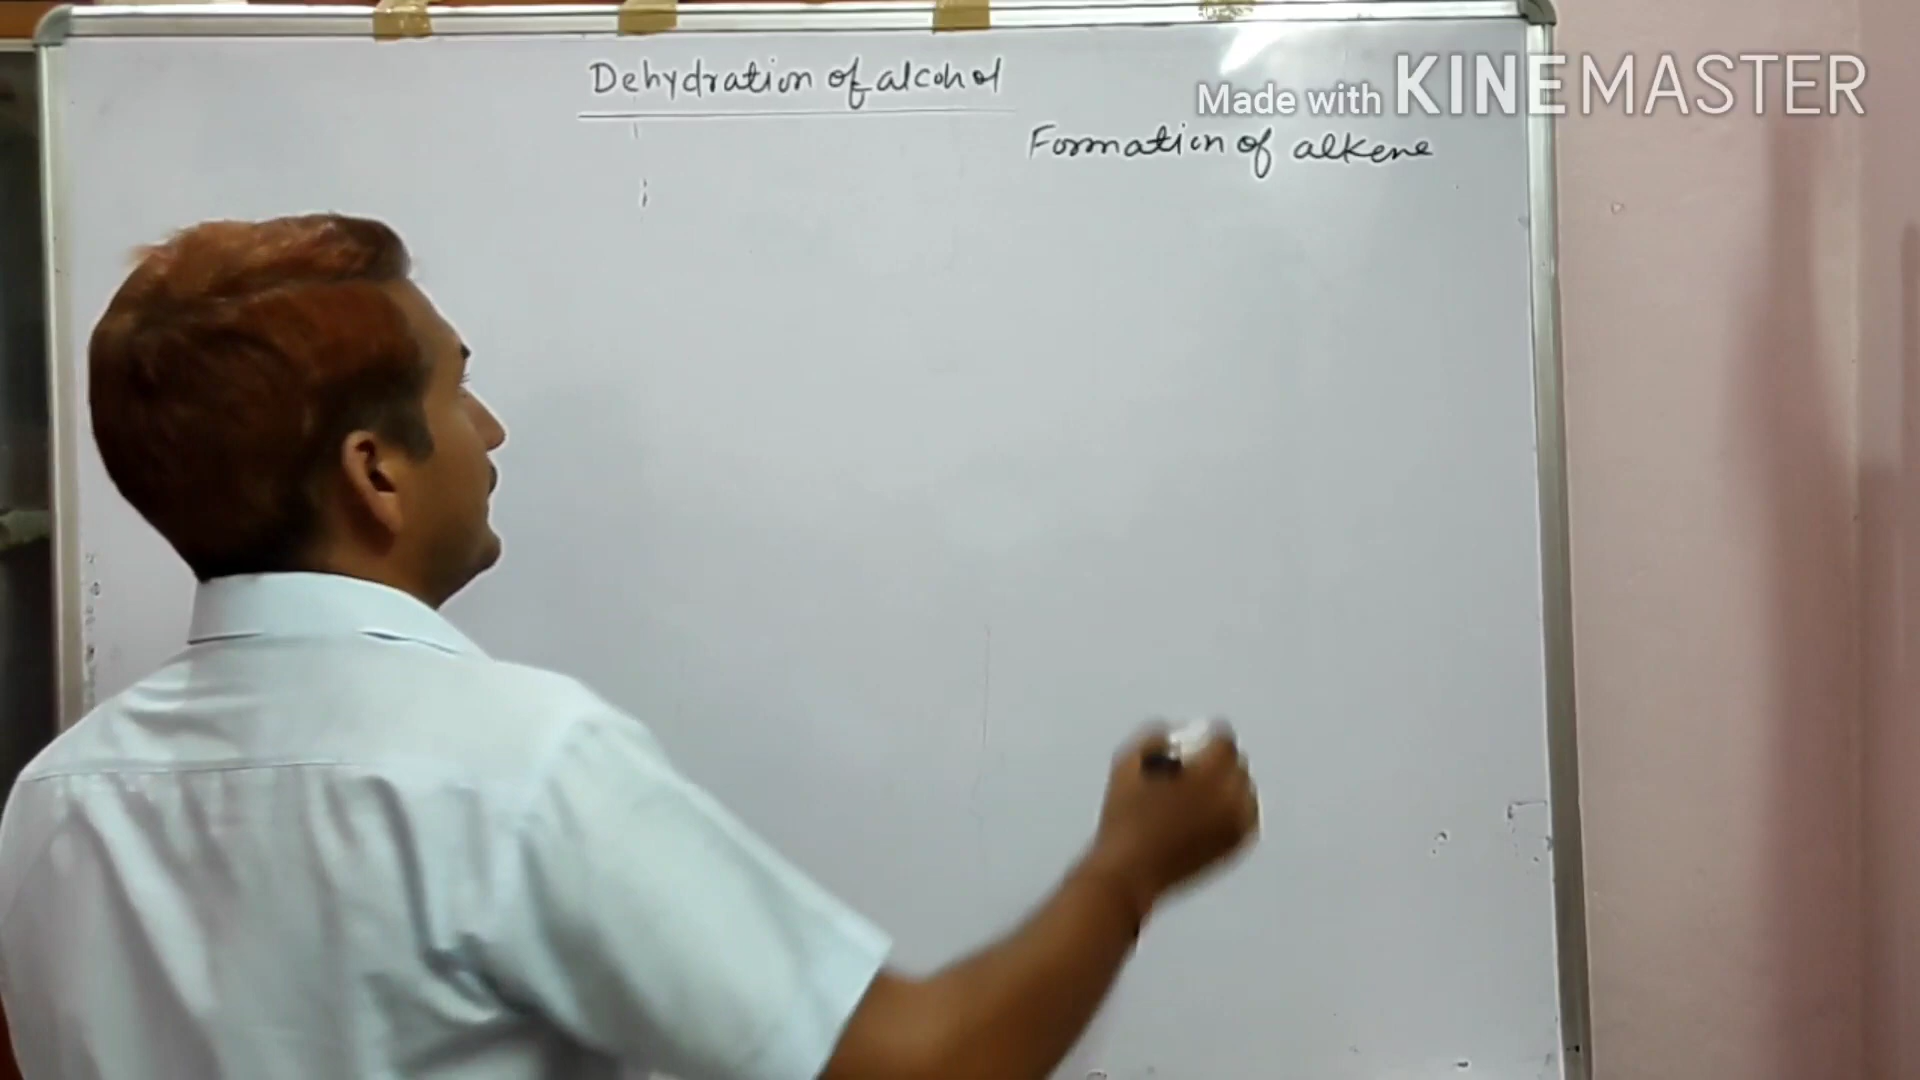 Dehydration of alcohol
Made with KINEMASTER
Formation of alkene